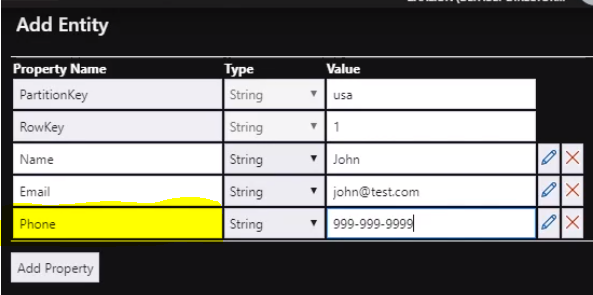 Add Entity
Property Name Type Value
PartitionKey String usa
RowKey String 1
Name String John
Email String john@test.com
Phone String 999-999-9999
Add Property